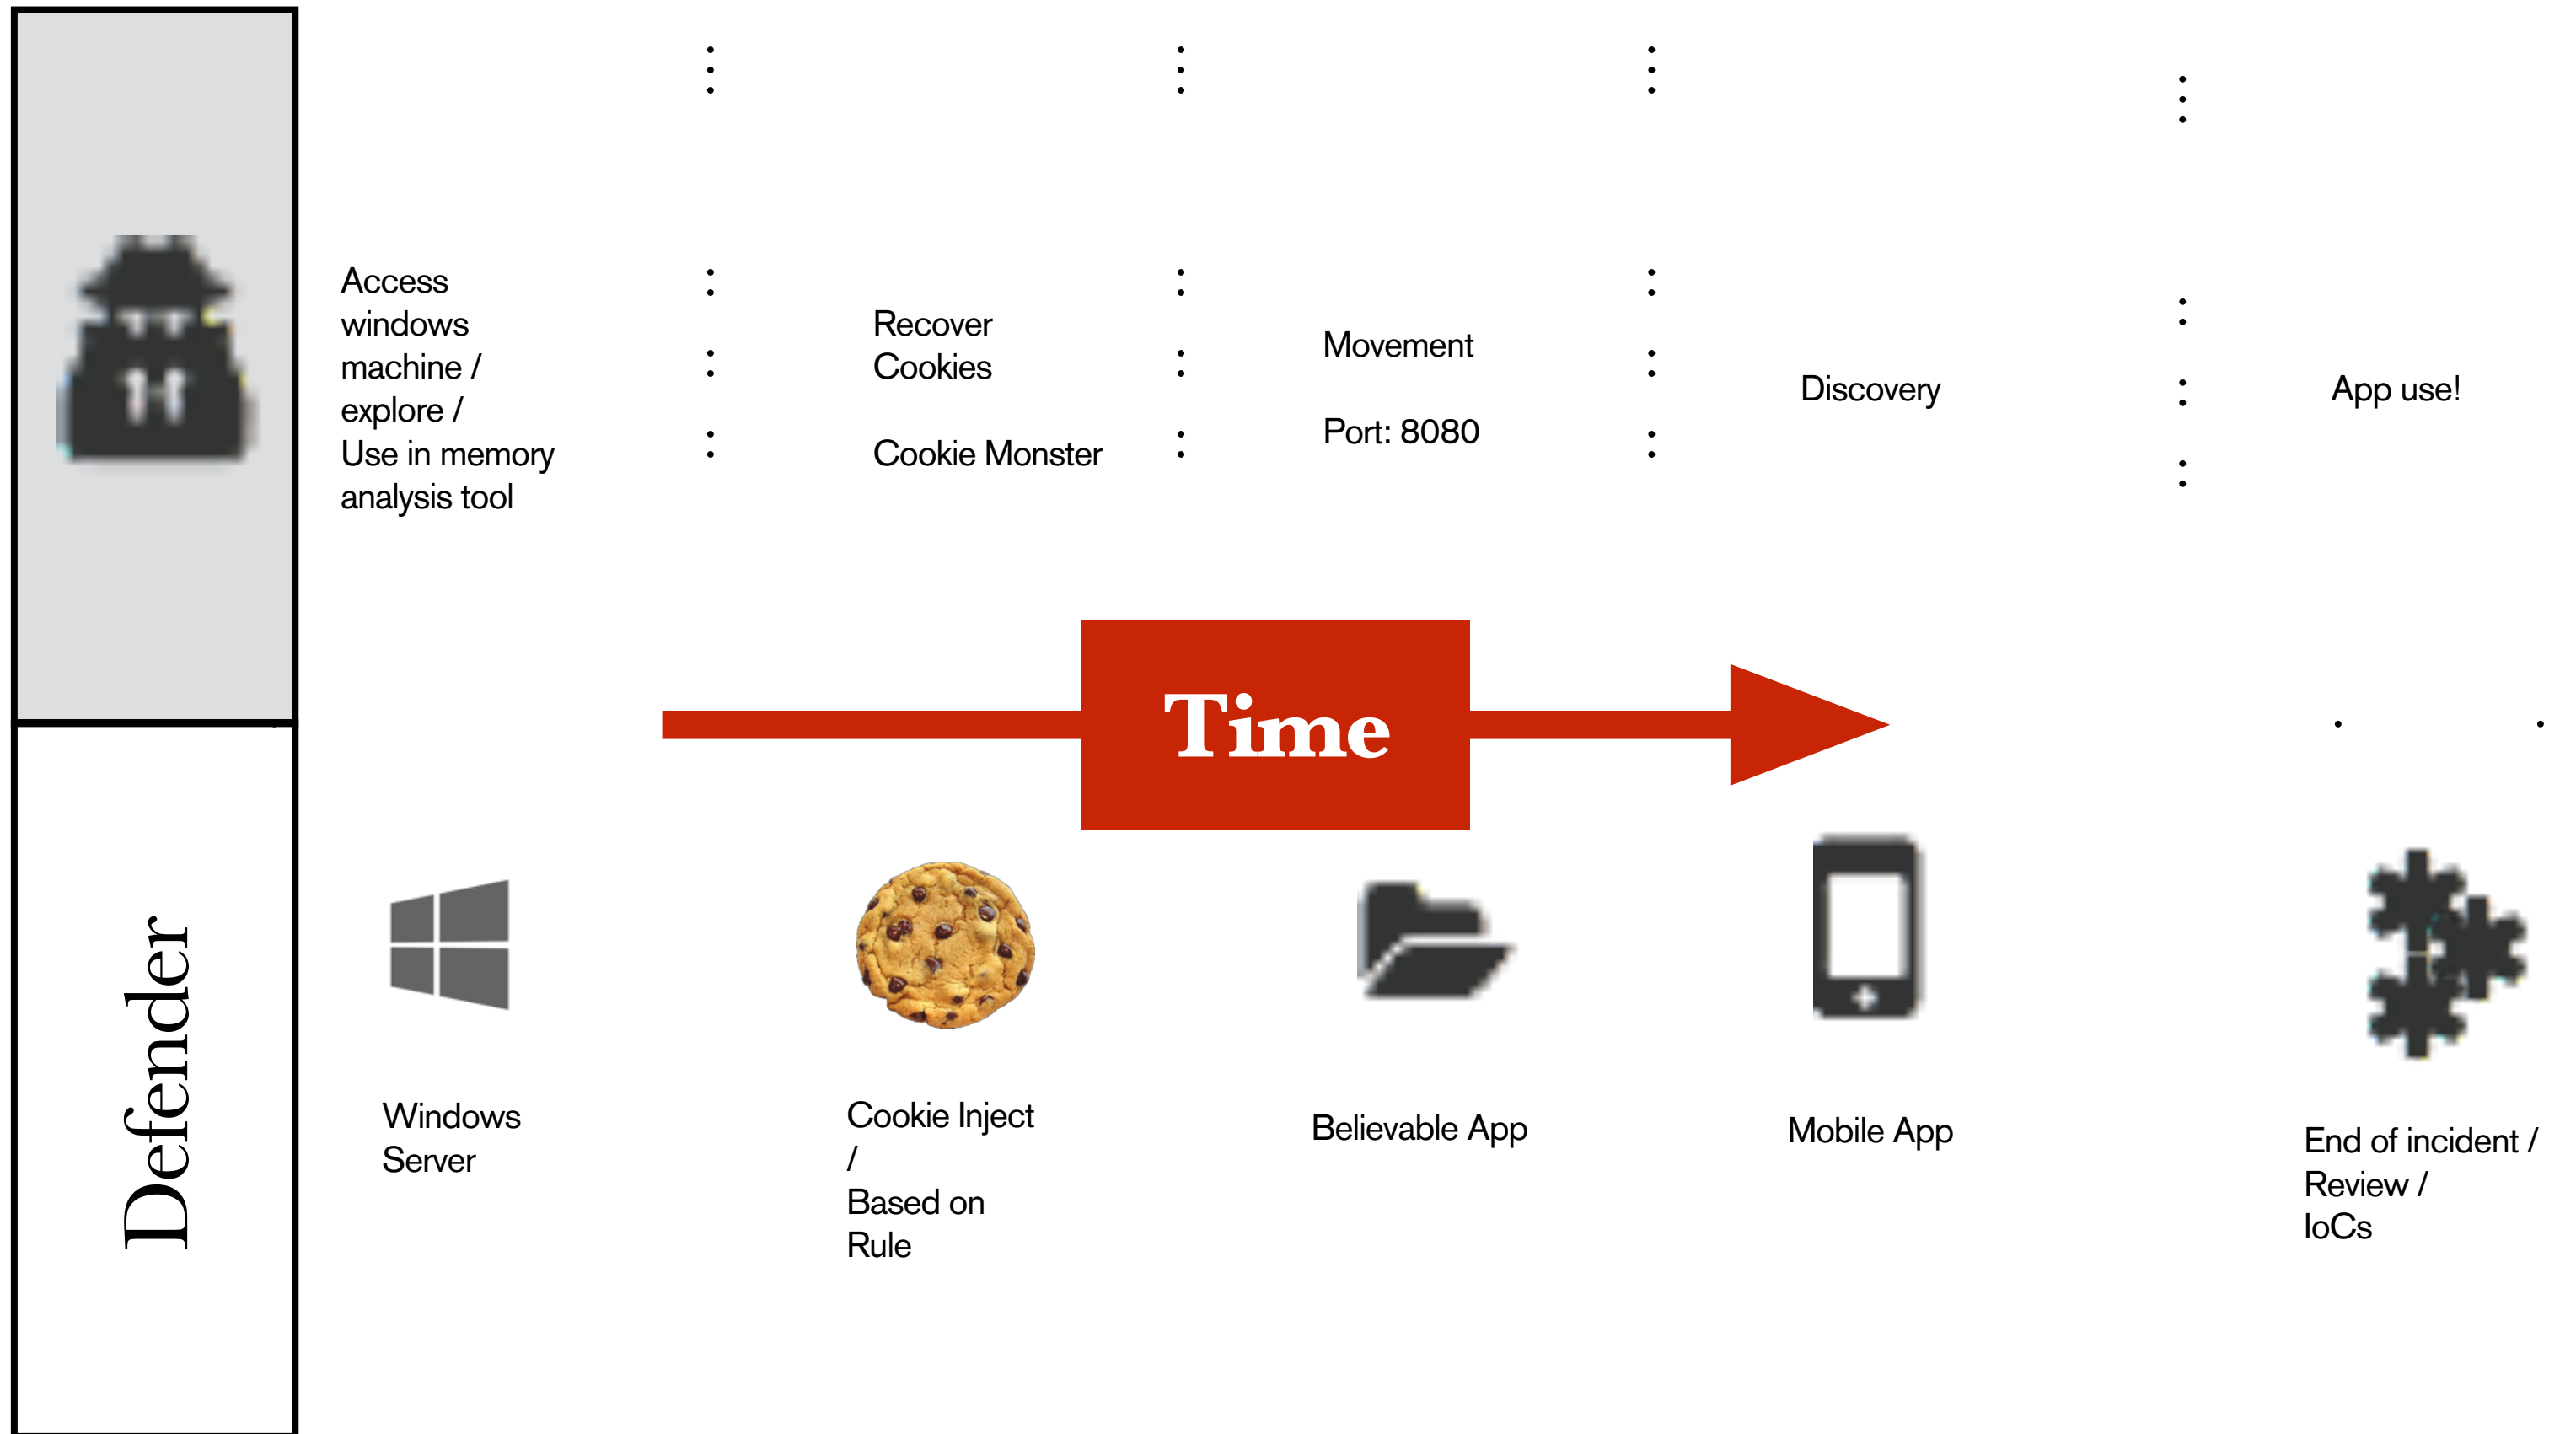 Access
windows
machine /
explore /
Use in memory
analysis tool
Recover
Cookies
Cookie Monster
Movement
Port: 8080
Discovery
App use!
Time
Defender
Windows
Server
Cookie Inject
/
Based on
Rule
Believable App
Mobile App
End of incident /
Review /
IoCs